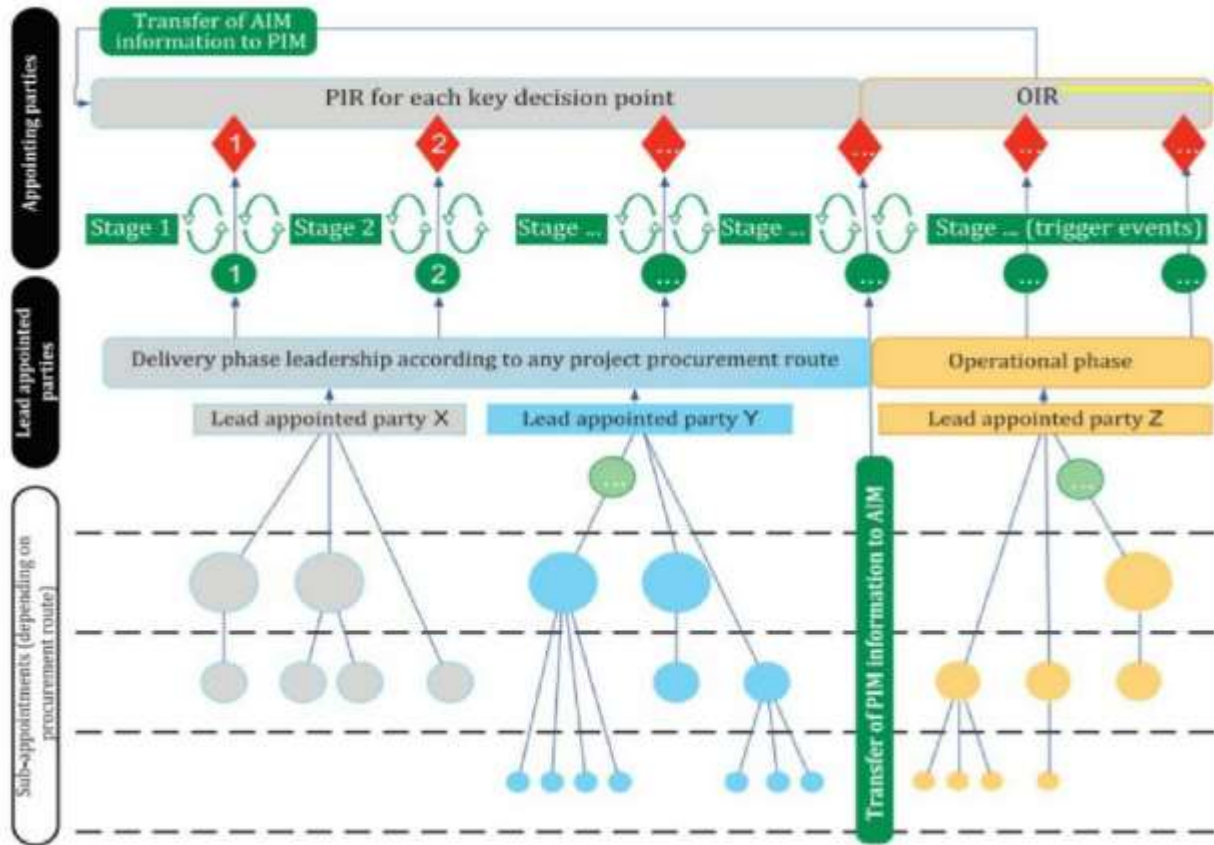 Appointing parties
Transfer of AIM
information to PIM
PIR for each key decision point
OIR
1
2
...
...
...
...
Stage 1
Stage 2
Stage ...
Stage ...
Stage ... (trigger events)
1
2
...
...
...
...
Lead appointed
parties
Delivery phase leadership according to any project procurement route
Operational phase
Lead appointed party X
Lead appointed party Y
Lead appointed party Z
...
...
Sub-appointments (depending on
procurement route)
Transfer of PIM information to AIM